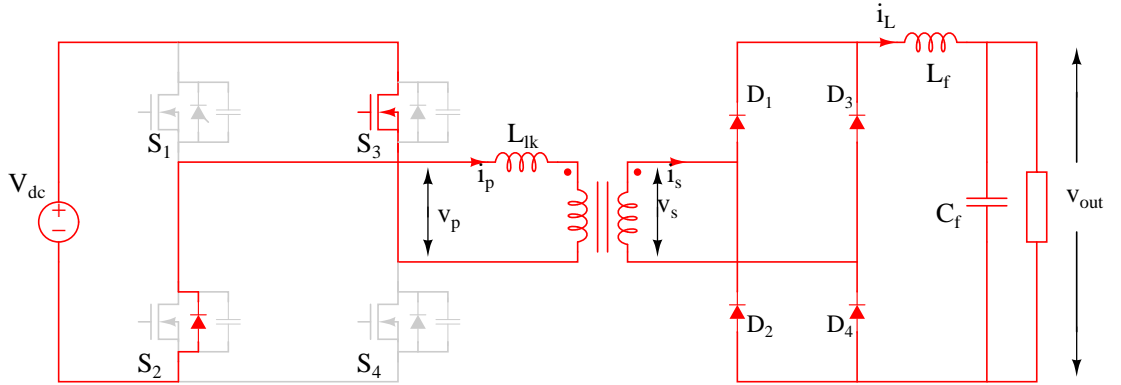 i_L
L_f
D_1
D_3
S_1
S_3
L_lk
V_dc
i_p
i_s
v_p
v_s
C_f
v_out
S_2
S_4
D_2
D_4